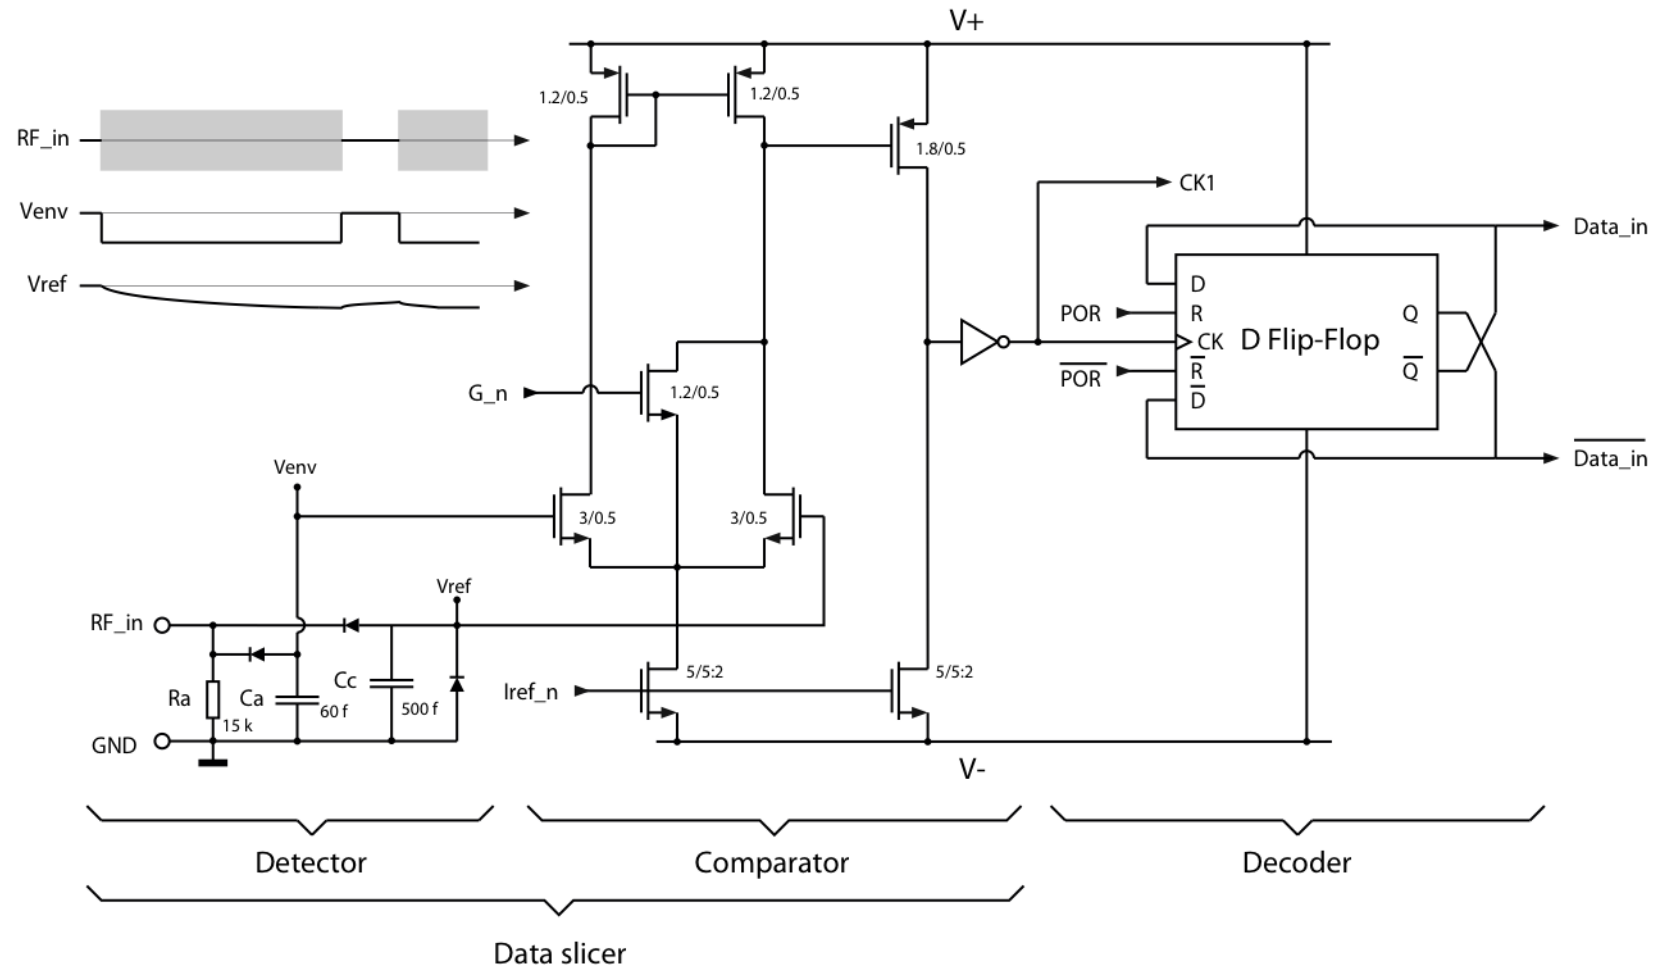 V+
1.2/0.5
1.2/0.5
RF_in
1.8/0.5
CK1
Venv
Data_in
Vref
D
POR
R
Q
CK
D Flip-Flop
P̅O̅R̅
R̅
Q̅
G_n
1.2/0.5
D̅
D̅a̅t̅a̅_̅i̅n̅
Venv
3/0.5
3/0.5
Vref
RF_in
5/5:2
5/5:2
Cc
Iref_n
Ra
Ca
60 f
500 f
15 k
GND
V-
Detector
Comparator
Decoder
Data slicer